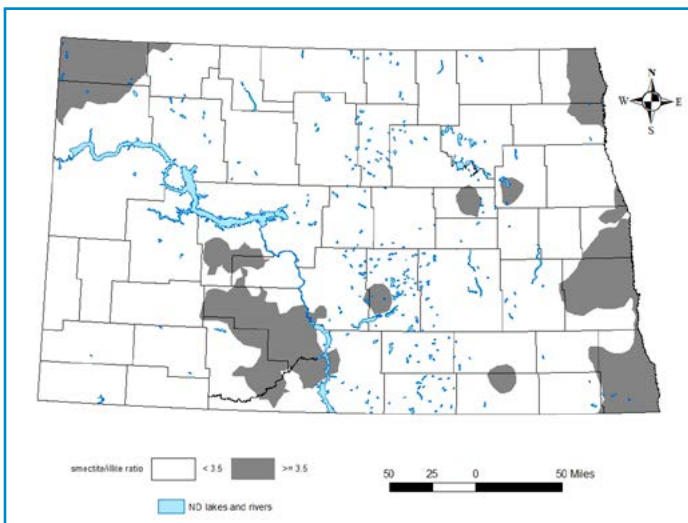 N
W E
S
smectite/illite ratio < 3.5 >= 3.5
50 25 0 50 Miles
ND lakes and rivers